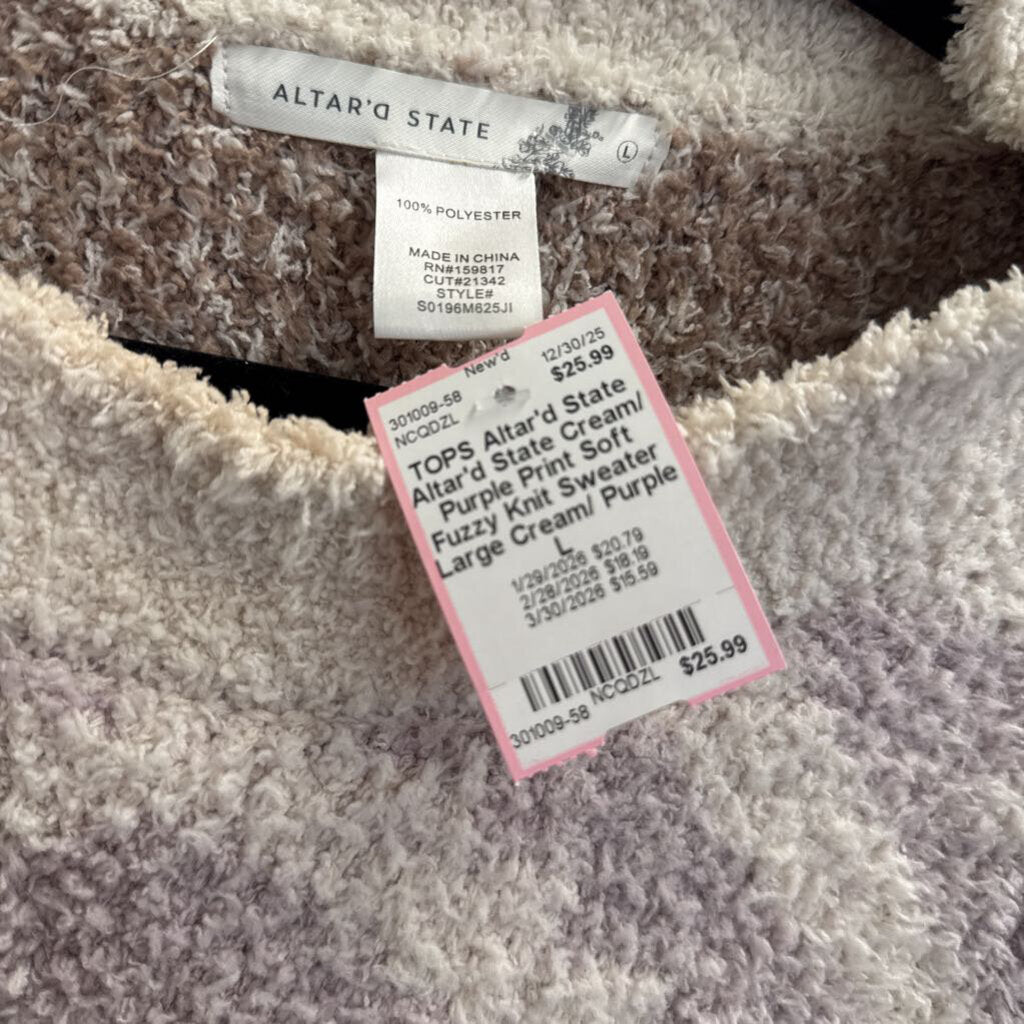 ALTAR'D STATE
L
100% POLYESTER
MADE IN CHINA
RN#159817
CUT#21342
STYLE#
S0196M625JI
301009-58 New'd 12/30/25
NCQDZL $25.99
TOPS Altar'd State
Altar'd State Cream/
Purple Print Soft
Fuzzy Knit Sweater
Large Cream/ Purple
L
1/29/2026 $20.79
2/28/2026 $18.19
3/30/2026 $15.59
NCQDZL $25.99
301009-58